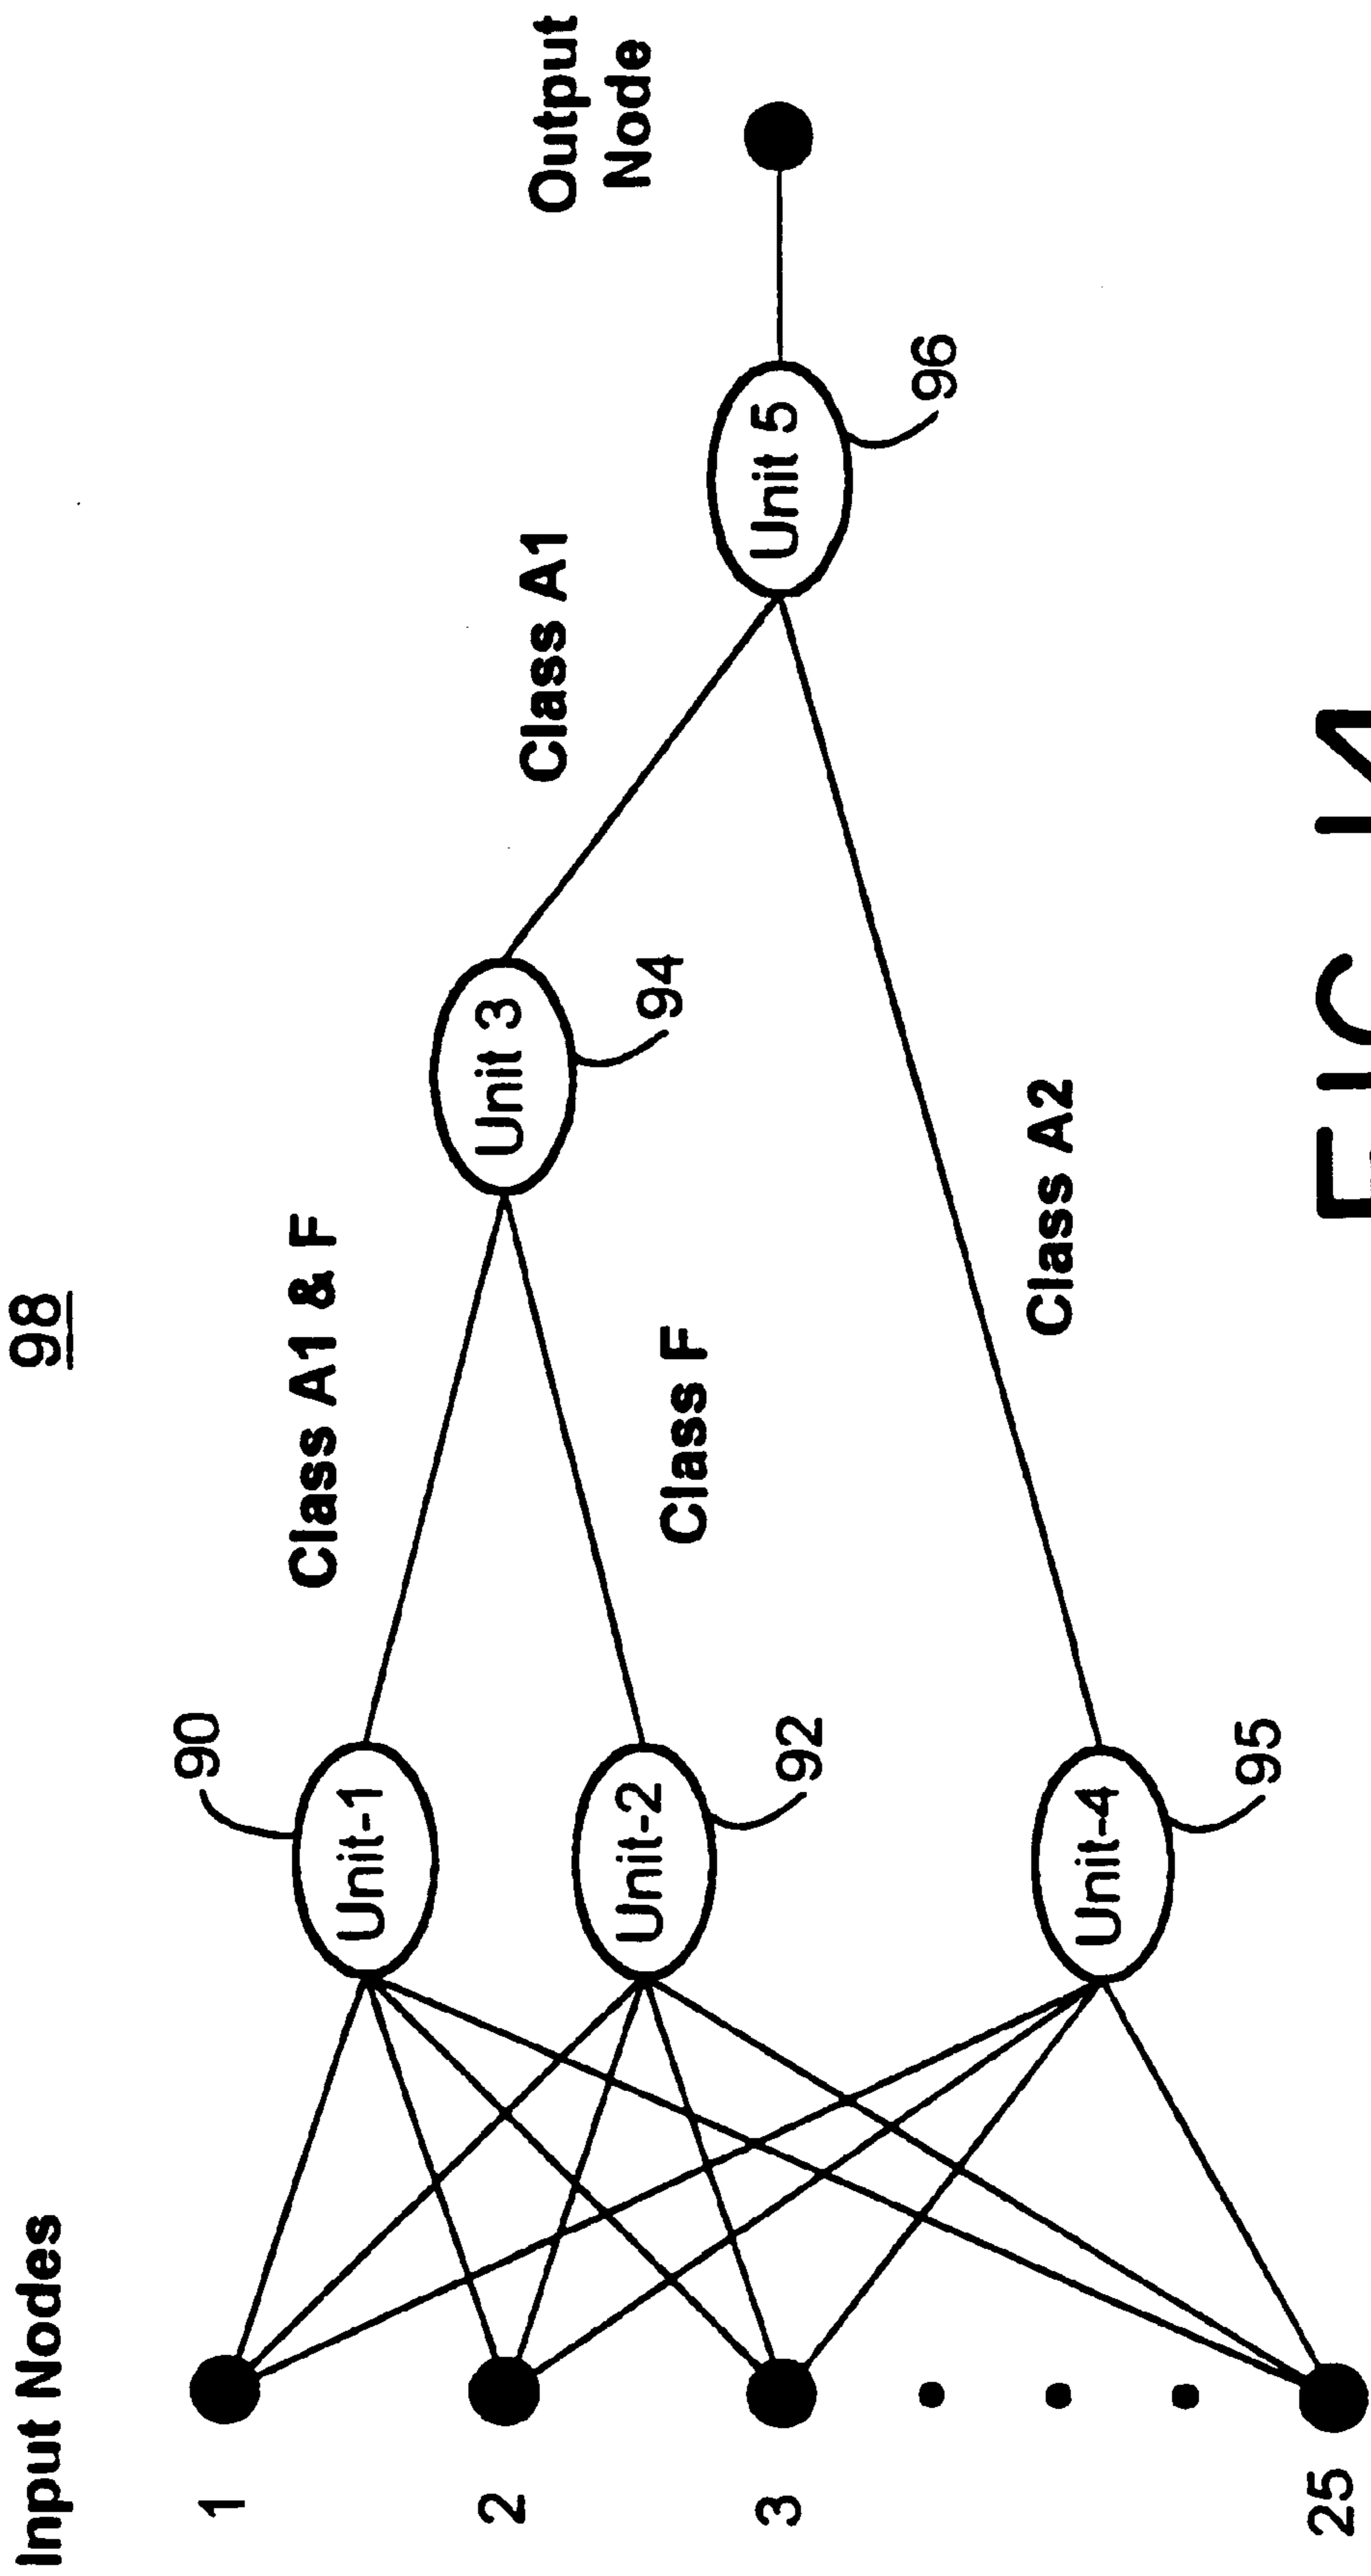 98
Input Nodes
Output
Node
1
2
3
25
90
Unit-1
Unit-2
92
Unit-4
95
Class A1 & F
Class F
Unit 3
94
Class A1
Class A2
Unit 5
96